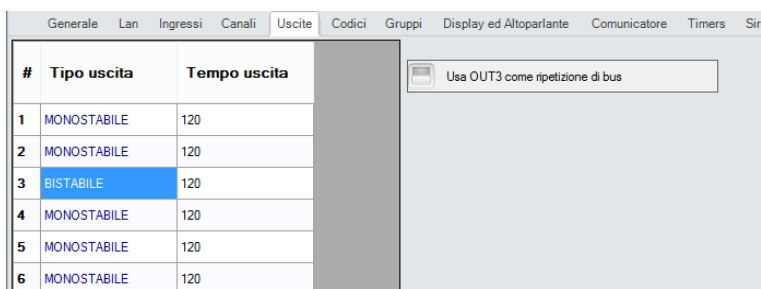 Generale Lan Ingressi Canali Uscite Codici Gruppi Display ed Altoparlante Comunicatore Timers
# Tipo uscita Tempo uscita
Usa OUT3 come ripetizione di bus
1 MONOSTABILE 120
2 MONOSTABILE 120
3 BISTABILE 120
4 MONOSTABILE 120
5 MONOSTABILE 120
6 MONOSTABILE 120